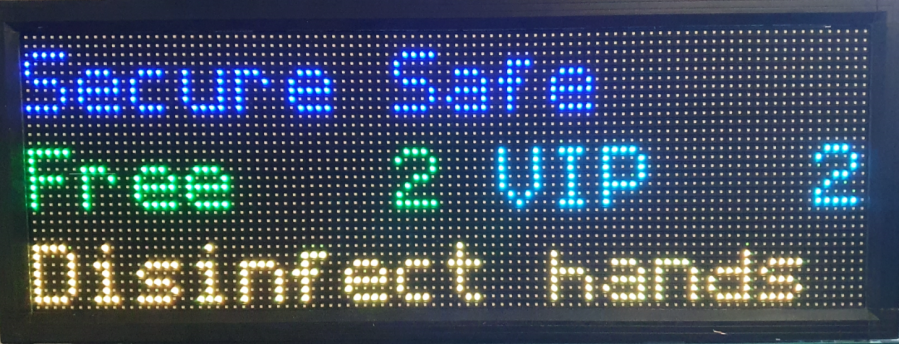 Secure Safe
Free 2 VIP 2
Disinfect hands